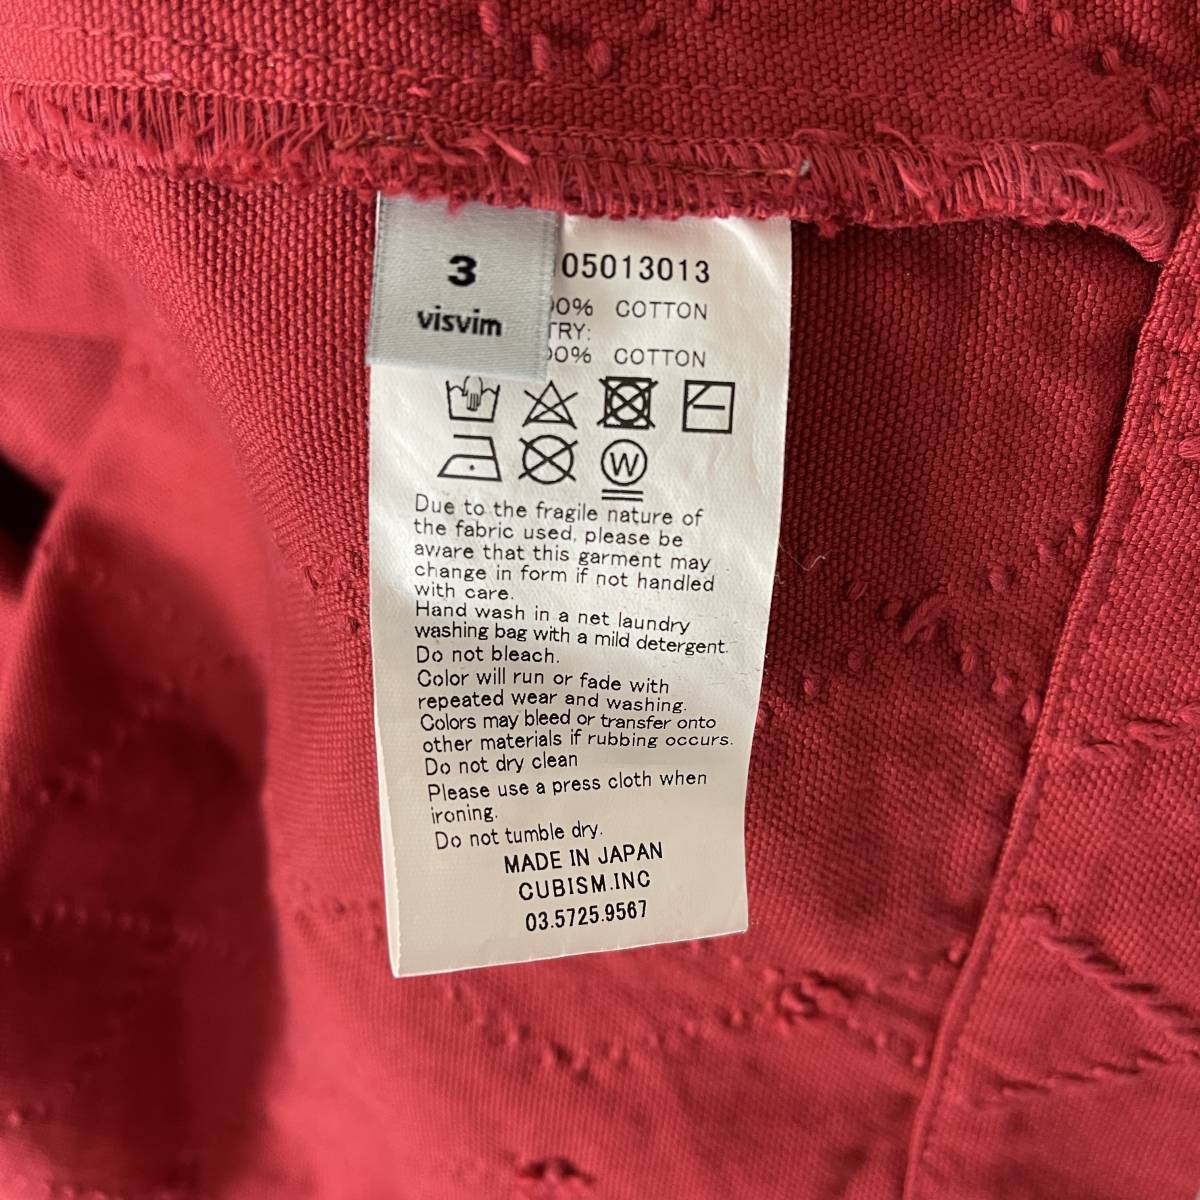 3
visvim
05013013
COTTON
COTTON
W
Due to the fragile nature of
the fabric used, please be
aware that this garment may
change in form if not handled
with care.
Hand wash in a net laundry
washing bag with a mild detergent.
Do not bleach.
Color will run or fade with
repeated wear and washing.
Colors may bleed or transfer onto
other materials if rubbing occurs.
Do not dry clean
Please use a press cloth when
ironing.
Do not tumble dry.
MADE IN JAPAN
CUBISM.INC
03.5725.9567